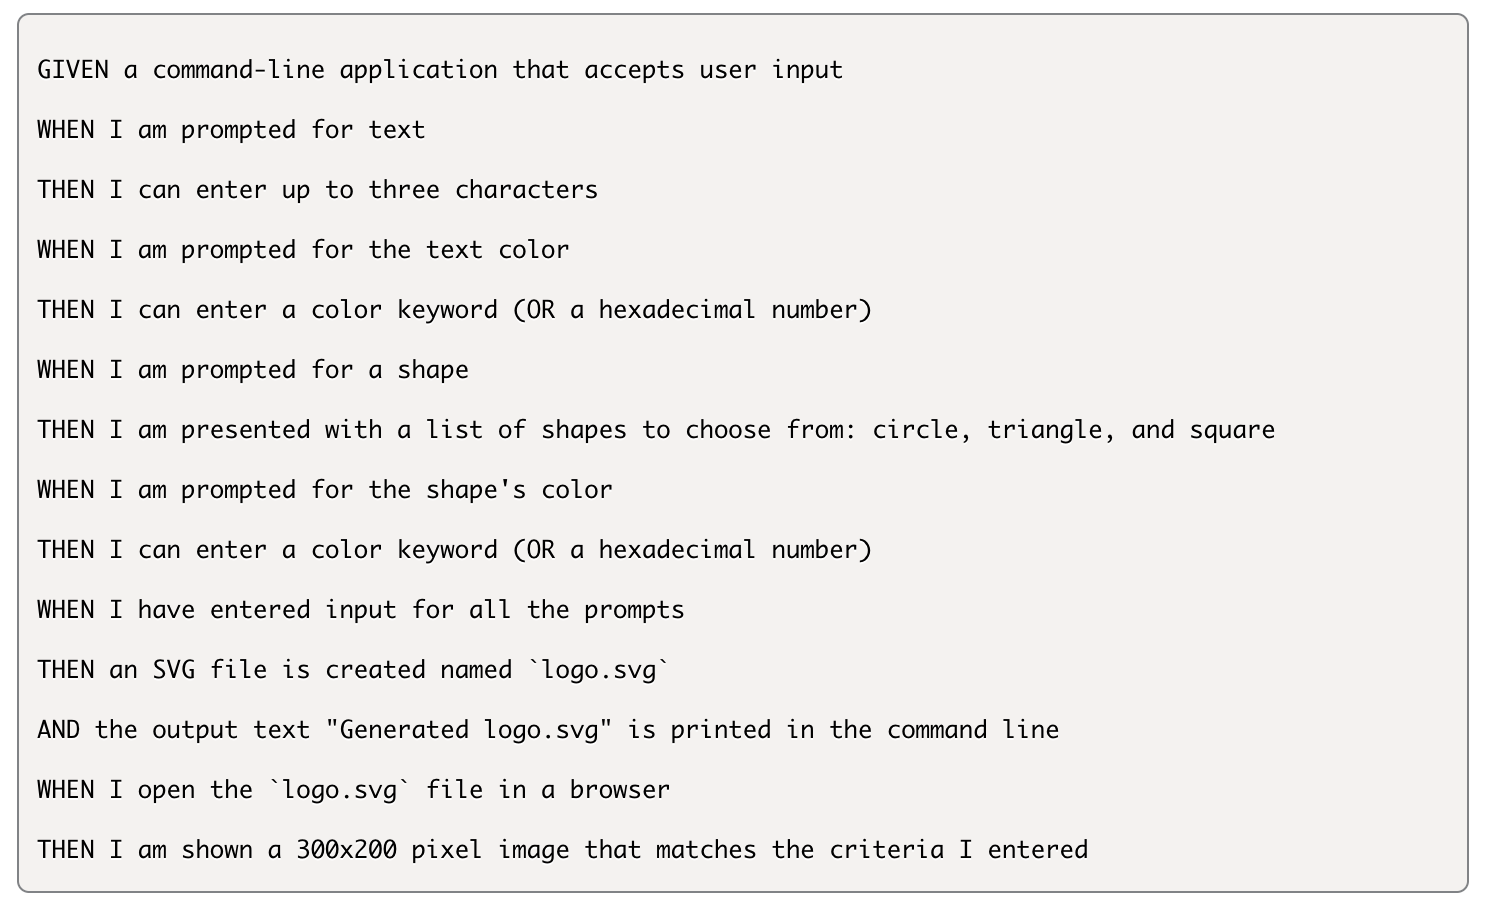 GIVEN a command-line application that accepts user input
WHEN I am prompted for text
THEN I can enter up to three characters
WHEN I am prompted for the text color
THEN I can enter a color keyword (OR a hexadecimal number)
WHEN I am prompted for a shape
THEN I am presented with a list of shapes to choose from: circle, triangle, and square
WHEN I am prompted for the shape's color
THEN I can enter a color keyword (OR a hexadecimal number)
WHEN I have entered input for all the prompts
THEN an SVG file is created named `logo.svg`
AND the output text "Generated logo.svg" is printed in the command line
WHEN I open the `logo.svg` file in a browser
THEN I am shown a 300x200 pixel image that matches the criteria I entered